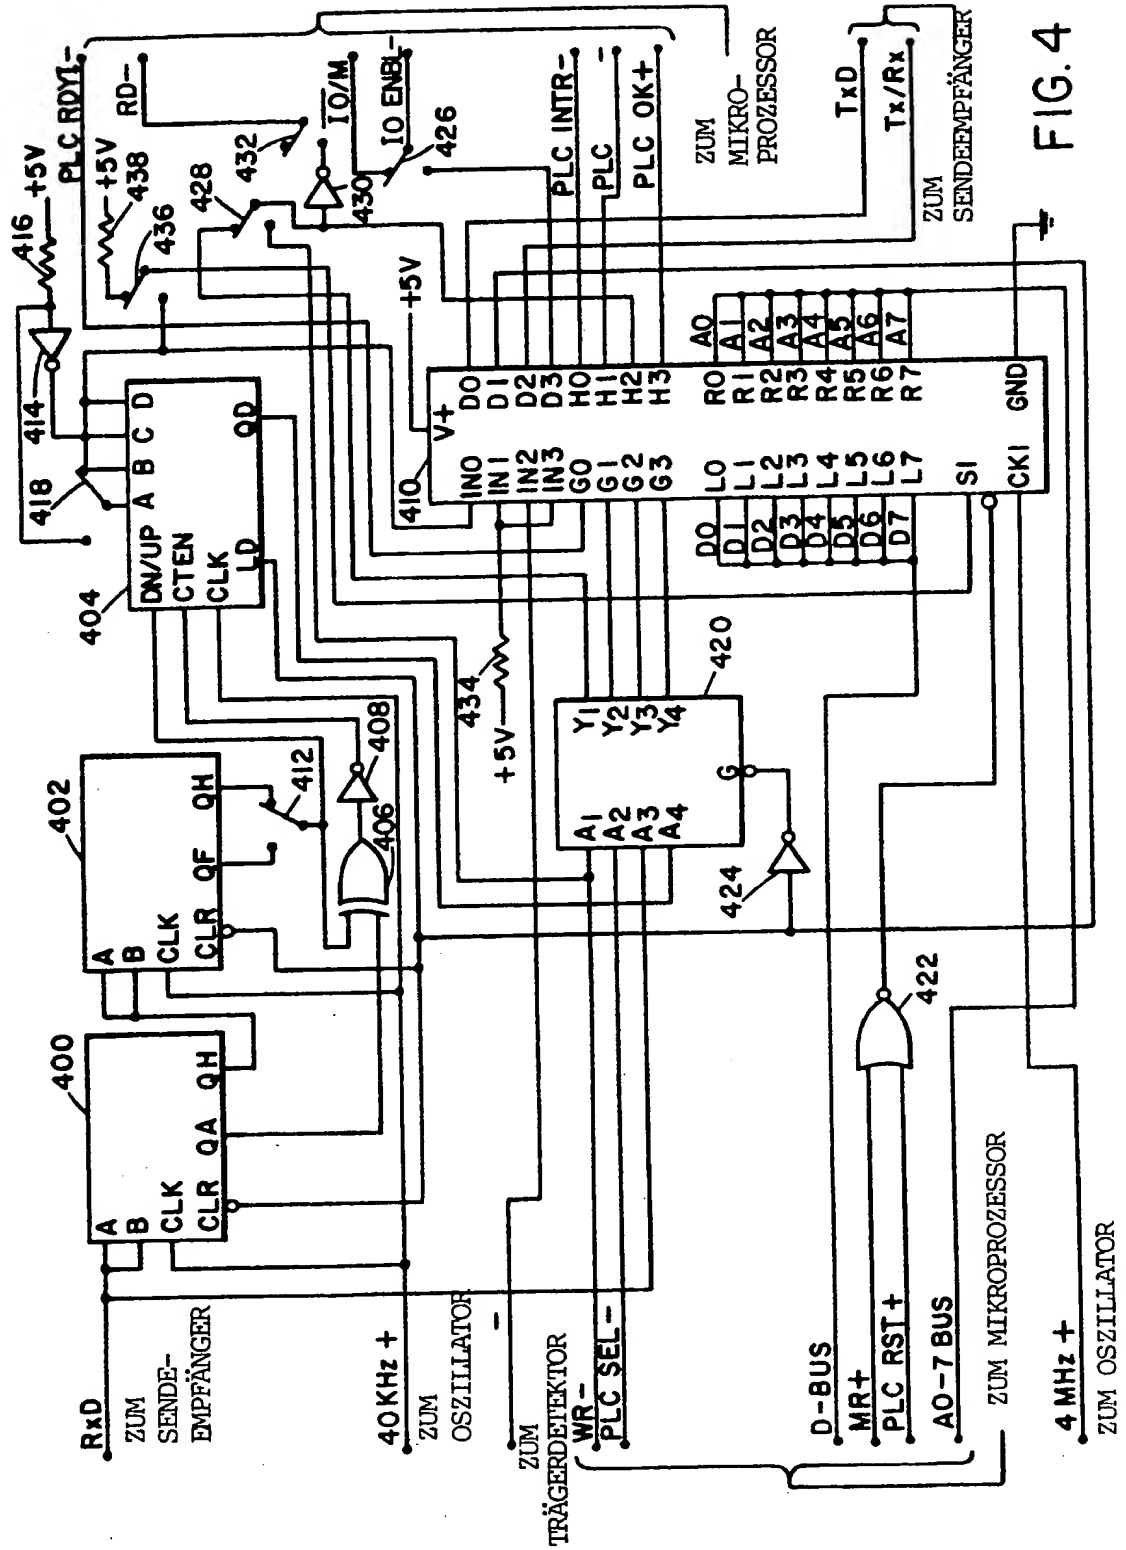 RxD
ZUM
SENDE-
EMPFÄNGER
40KHz +
ZUM
OSZILLATOR
–
ZUM
TRÄGERDETEKTOR
WR-
PLC SEL-
D-BUS
MR+
PLC RST+
A0-7 BUS
ZUM MIKROPROZESSOR
4 MHz +
ZUM OSZILLATOR
400
A
B
CLK
CLR
QA
QH
402
A
B
CLK
CLR
QF
QH
412
406
408
404
DN/UP
CTEN
CLK
LD
A
B
C
D
QD
418
414
416
+5V
438
+5V
436
428
432
430
426
434
+5V
420
A1
A2
A3
A4
Y1
Y2
Y3
Y4
G
424
422
410
+5V
V+
IN0
IN1
IN2
IN3
G0
G1
G2
G3
D0
D1
D2
D3
H0
H1
H2
H3
D0
D1
D2
D3
D4
D5
D6
D7
L0
L1
L2
L3
L4
L5
L6
L7
R0
R1
R2
R3
R4
R5
R6
R7
A0
A1
A2
A3
A4
A5
A6
A7
SI
CKI
GND
PLC RDY1-
RD-
IO/M
IO ENBL-
PLC INTR-
PLC –
PLC OK+
ZUM
MIKRO-
PROZESSOR
TxD
Tx/Rx
ZUM
SENDEEMPFÄNGER
FIG. 4